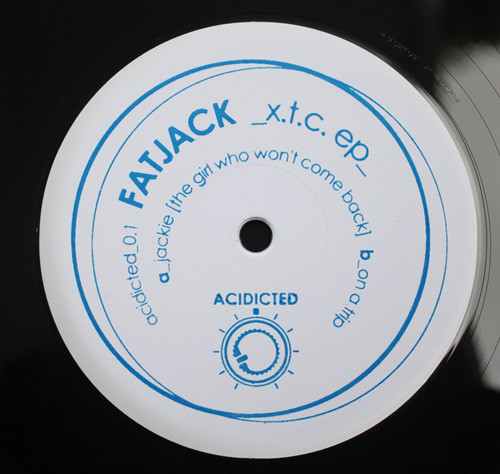 FATJACK _x.t.c. ep_
acidicted_0.1
a_jackie [the girl who won't come back] b_on a trip
ACIDICTED